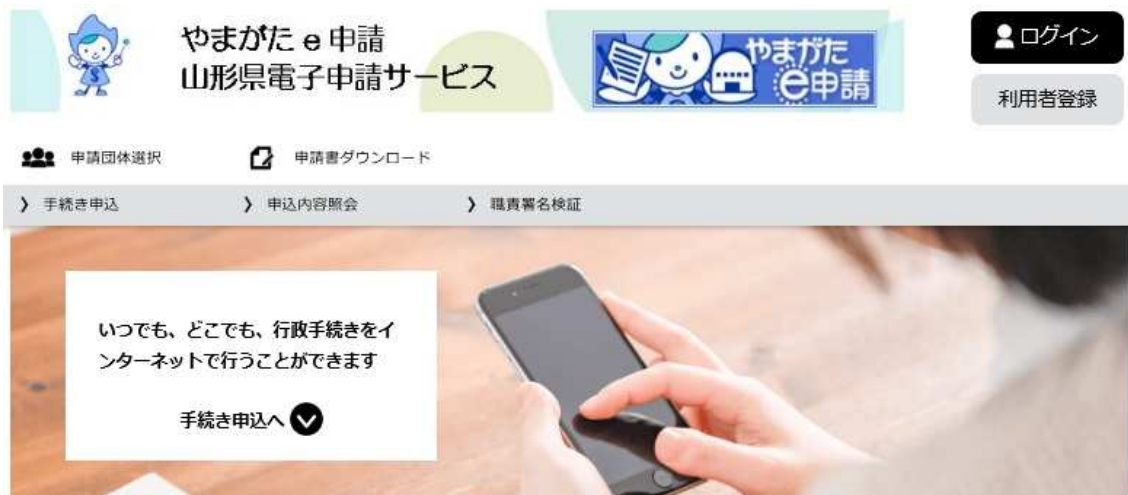 やまがた e 申請
山形県電子申請サービス
やまがた
e申請
ログイン
利用者登録
申請団体選択
申請書ダウンロード
手続き申込
申込内容照会
職責署名検証
いつでも、どこでも、行政手続きをイ
ンターネットで行うことができます
手続き申込へ
S